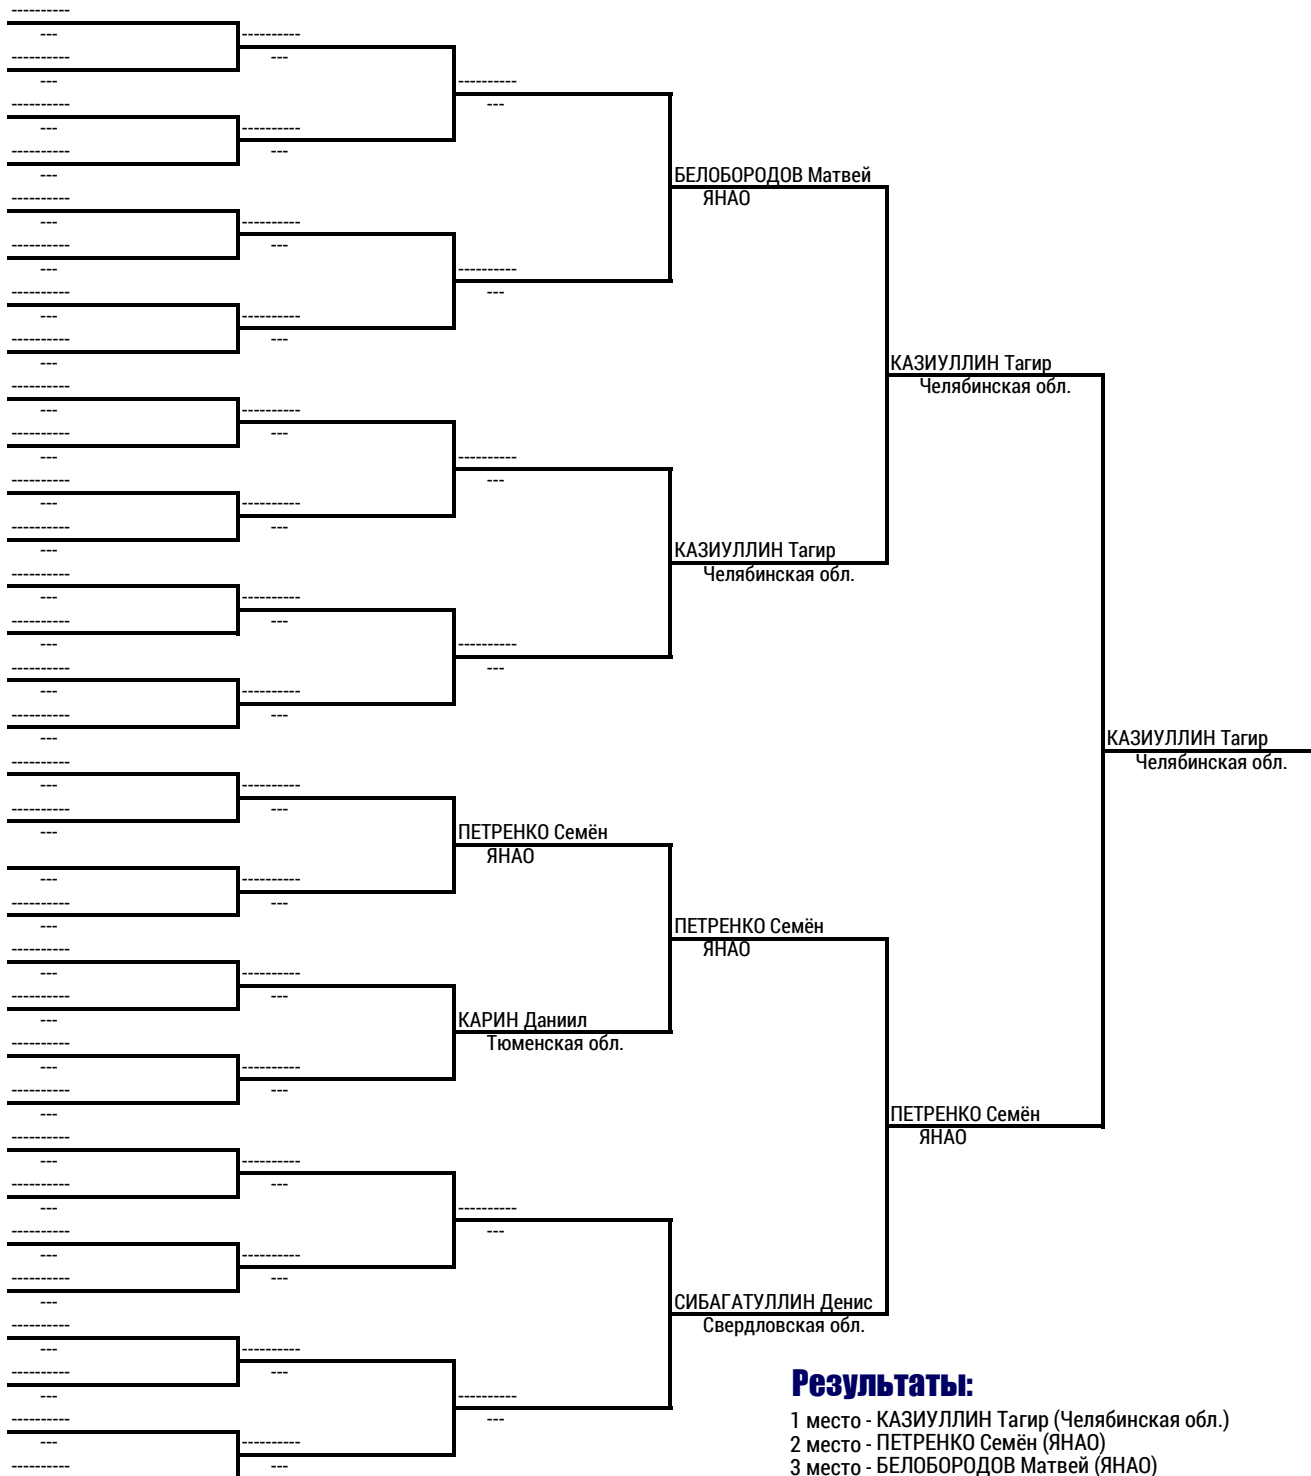 БЕЛОБОРОДОВ Матвей
ЯНАО
КАЗИУЛЛИН Тагир
Челябинская обл.
КАЗИУЛЛИН Тагир
Челябинская обл.
КАЗИУЛЛИН Тагир
Челябинская обл.
ПЕТРЕНКО Семён
ЯНАО
ПЕТРЕНКО Семён
ЯНАО
КАРИН Даниил
Тюменская обл.
ПЕТРЕНКО Семён
ЯНАО
СИБАГАТУЛЛИН Денис
Свердловская обл.
Результаты:
1 место - КАЗИУЛЛИН Тагир (Челябинская обл.)
2 место - ПЕТРЕНКО Семён (ЯНАО)
3 место - БЕЛОБОРОДОВ Матвей (ЯНАО)